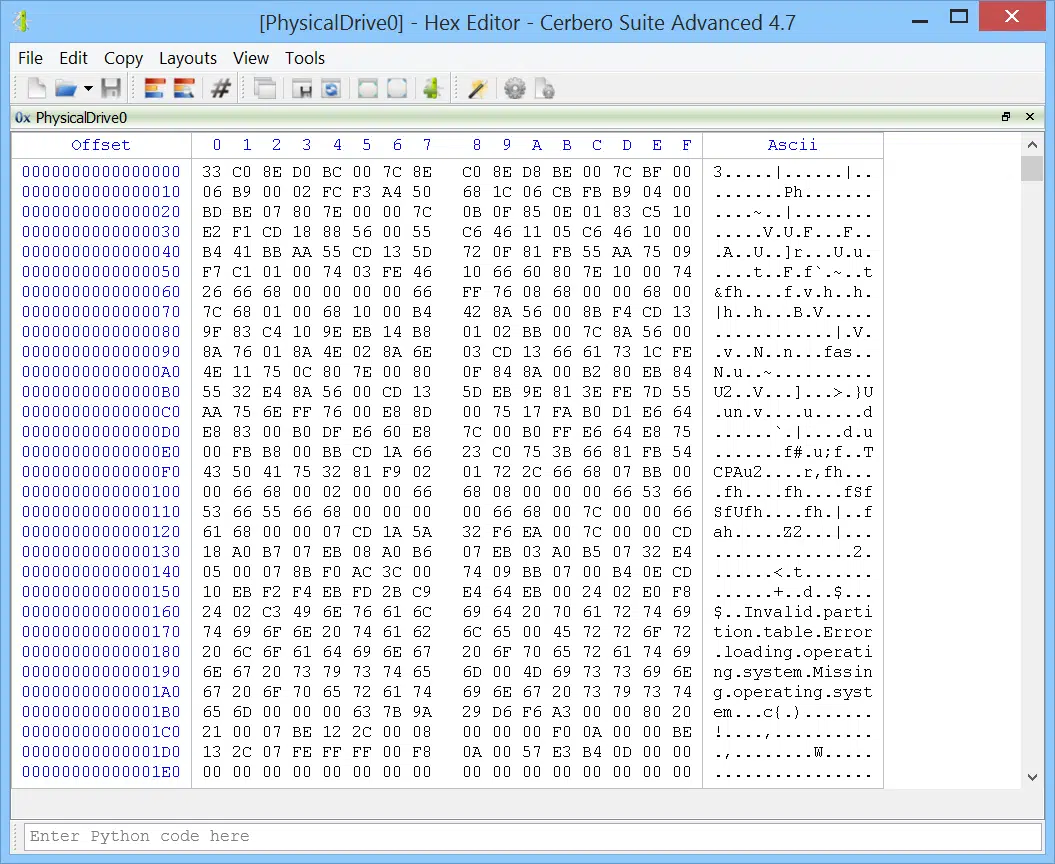 [PhysicalDrive0] - Hex Editor - Cerbero Suite Advanced 4.7
File Edit Copy Layouts View Tools
0x PhysicalDrive0
Offset 0 1 2 3 4 5 6 7 8 9 A B C D E F Ascii
0000000000000000 33 C0 8E D0 BC 00 7C 8E C0 8E D8 BE 00 7C BF 00 3.....|......|..
0000000000000010 06 B9 00 02 FC F3 A4 50 68 1C 06 CB FB B9 04 00 .......Ph.......
0000000000000020 BD BE 07 80 7E 00 00 7C 0B 0F 85 0E 01 83 C5 10 ....~..|........
0000000000000030 E2 F1 CD 18 88 56 00 55 C6 46 11 05 C6 46 10 00 .....V.U.F...F..
0000000000000040 B4 41 BB AA 55 CD 13 5D 72 0F 81 FB 55 AA 75 09 .A..U..]r...U.u.
0000000000000050 F7 C1 01 00 74 03 FE 46 10 66 60 80 7E 10 00 74 ....t..F.f`.~..t
0000000000000060 26 66 68 00 00 00 00 66 FF 76 08 68 00 00 68 00 &fh....f.v.h..h.
0000000000000070 7C 68 01 00 68 10 00 B4 42 8A 56 00 8B F4 CD 13 |h..h...B.V.....
0000000000000080 9F 83 C4 10 9E EB 14 B8 01 02 BB 00 7C 8A 56 00 ............|.V.
0000000000000090 8A 76 01 8A 4E 02 8A 6E 03 CD 13 66 61 73 1C FE .v..N..n...fas..
00000000000000A0 4E 11 75 0C 80 7E 00 80 0F 84 8A 00 B2 80 EB 84 N.u..~..........
00000000000000B0 55 32 E4 8A 56 00 CD 13 5D EB 9E 81 3E FE 7D 55 U2..V...]...>.}U
00000000000000C0 AA 75 6E FF 76 00 E8 8D 00 75 17 FA B0 D1 E6 64 .un.v....u.....d
00000000000000D0 E8 83 00 B0 DF E6 60 E8 7C 00 B0 FF E6 64 E8 75 ......`.|....d.u
00000000000000E0 00 FB B8 00 BB CD 1A 66 23 C0 75 3B 66 81 FB 54 .......f#.u;f..T
00000000000000F0 43 50 41 75 32 81 F9 02 01 72 2C 66 68 07 BB 00 CPAu2....r,fh...
0000000000000100 00 66 68 00 02 00 00 66 68 08 00 00 00 66 53 66 .fh....fh....fSf
0000000000000110 53 66 55 66 68 00 00 00 00 66 68 00 7C 00 00 66 SfUfh....fh.|..f
0000000000000120 61 68 00 00 07 CD 1A 5A 32 F6 EA 00 7C 00 00 CD ah.....Z2...|...
0000000000000130 18 A0 B7 07 EB 08 A0 B6 07 EB 03 A0 B5 07 32 E4 ..............2.
0000000000000140 05 00 07 8B F0 AC 3C 00 74 09 BB 07 00 B4 0E CD ......<.t.......
0000000000000150 10 EB F2 F4 EB FD 2B C9 E4 64 EB 00 24 02 E0 F8 ......+..d..$...
0000000000000160 24 02 C3 49 6E 76 61 6C 69 64 20 70 61 72 74 69 $..Invalid.parti
0000000000000170 74 69 6F 6E 20 74 61 62 6C 65 00 45 72 72 6F 72 tion.table.Error
0000000000000180 20 6C 6F 61 64 69 6E 67 20 6F 70 65 72 61 74 69 .loading.operati
0000000000000190 6E 67 20 73 79 73 74 65 6D 00 4D 69 73 73 69 6E ng.system.Missin
00000000000001A0 67 20 6F 70 65 72 61 74 69 6E 67 20 73 79 73 74 g.operating.syst
00000000000001B0 65 6D 00 00 00 63 7B 9A 29 D6 F6 A3 00 00 80 20 em...c{.).......
00000000000001C0 21 00 07 BE 12 2C 00 08 00 00 00 F0 0A 00 00 BE !....,..........
00000000000001D0 13 2C 07 FE FF FF 00 F8 0A 00 57 E3 B4 0D 00 00 .,........W.....
00000000000001E0 00 00 00 00 00 00 00 00 00 00 00 00 00 00 00 00 ................
Enter Python code here